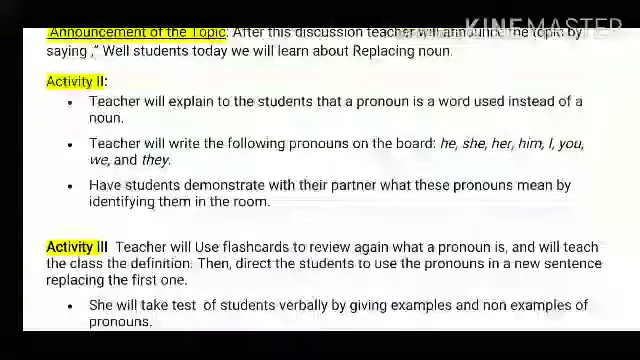 KINEMASTER
Announcement of the Topic: After this discussion teacher will announce the topic by
saying ,” Well students today we will learn about Replacing noun.
Activity II:
• Teacher will explain to the students that a pronoun is a word used instead of a
noun.
• Teacher will write the following pronouns on the board: he, she, her, him, I, you,
we, and they.
• Have students demonstrate with their partner what these pronouns mean by
identifying them in the room.
Activity III Teacher will Use flashcards to review again what a pronoun is, and will teach
the class the definition. Then, direct the students to use the pronouns in a new sentence
replacing the first one.
• She will take test of students verbally by giving examples and non examples of
pronouns.